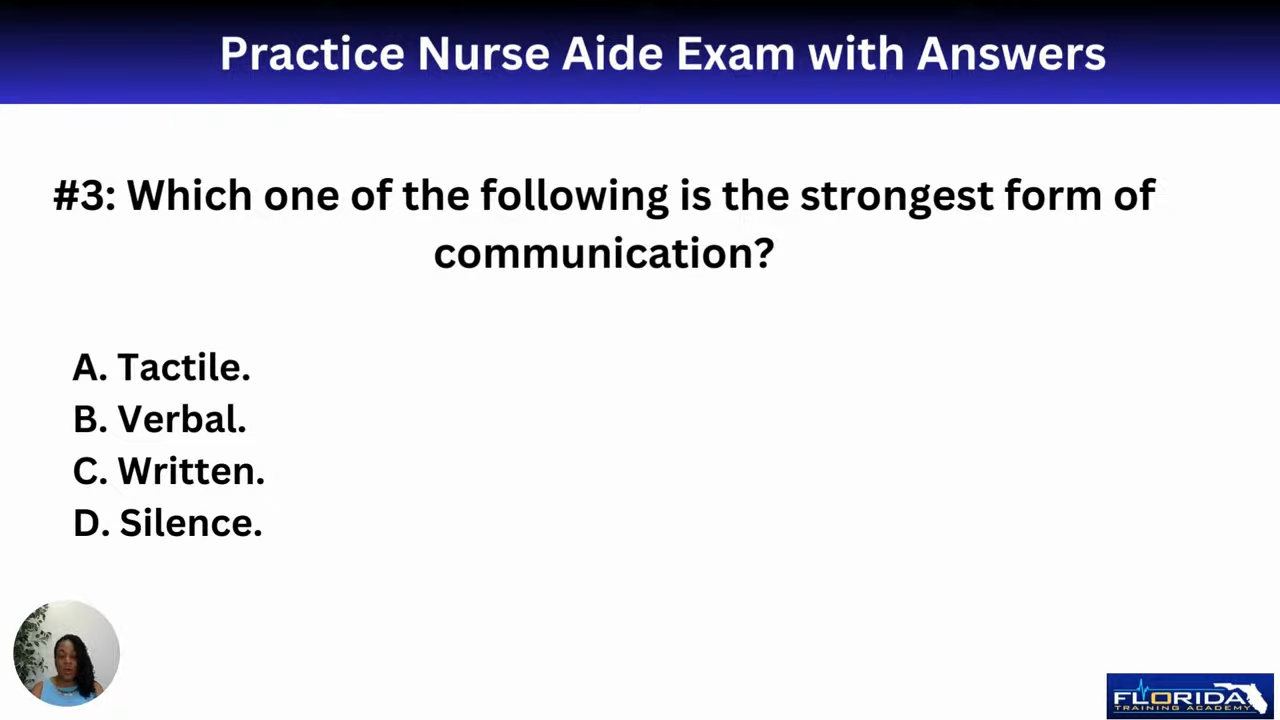 Practice Nurse Aide Exam with Answers
#3: Which one of the following is the strongest form of
communication?
A. Tactile.
B. Verbal.
C. Written.
D. Silence.
FLORIDA
TRAINING ACADEMY